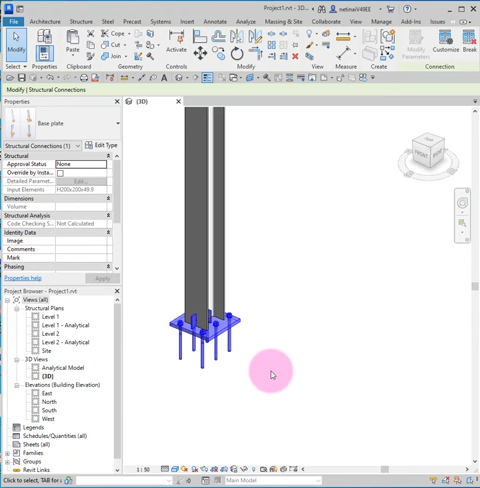 Project1.rvt - 3D...
netinaiV49EE
File Architecture Structure Steel Precast Systems Insert Annotate Analyze Massing & Site Collaborate View Manage Add-Ins Issues
Modify
Paste
Cope
Cut
Join
Activate
Modify Parameters
Customize
Break
Select
Properties
Clipboard
Geometry
Controls
Modify
View
Measure
Create
Connection
Modify | Structural Connections
Properties
Base plate
Structural Connections (1)
Edit Type
Structural
Approval Status None
Override by Insta...
Detailed Paramet... Edit...
Input Elements H200x200x49.9
Dimensions
Volume
Structural Analysis
Code Checking S... Not Calculated
Identity Data
Image
Comments
Mark
Phasing
Properties help
Apply
Project Browser - Project1.rvt
Views (all)
Structural Plans
Level 1
Level 1 - Analytical
Level 2
Level 2 - Analytical
Site
3D Views
Analytical Model
{3D}
Elevations (Building Elevation)
East
North
South
West
Legends
Schedules/Quantities (all)
Sheets (all)
Families
Groups
Revit Links
{3D}
FRONT
1 : 50
Click to select, TAB for a
:0
Main Model